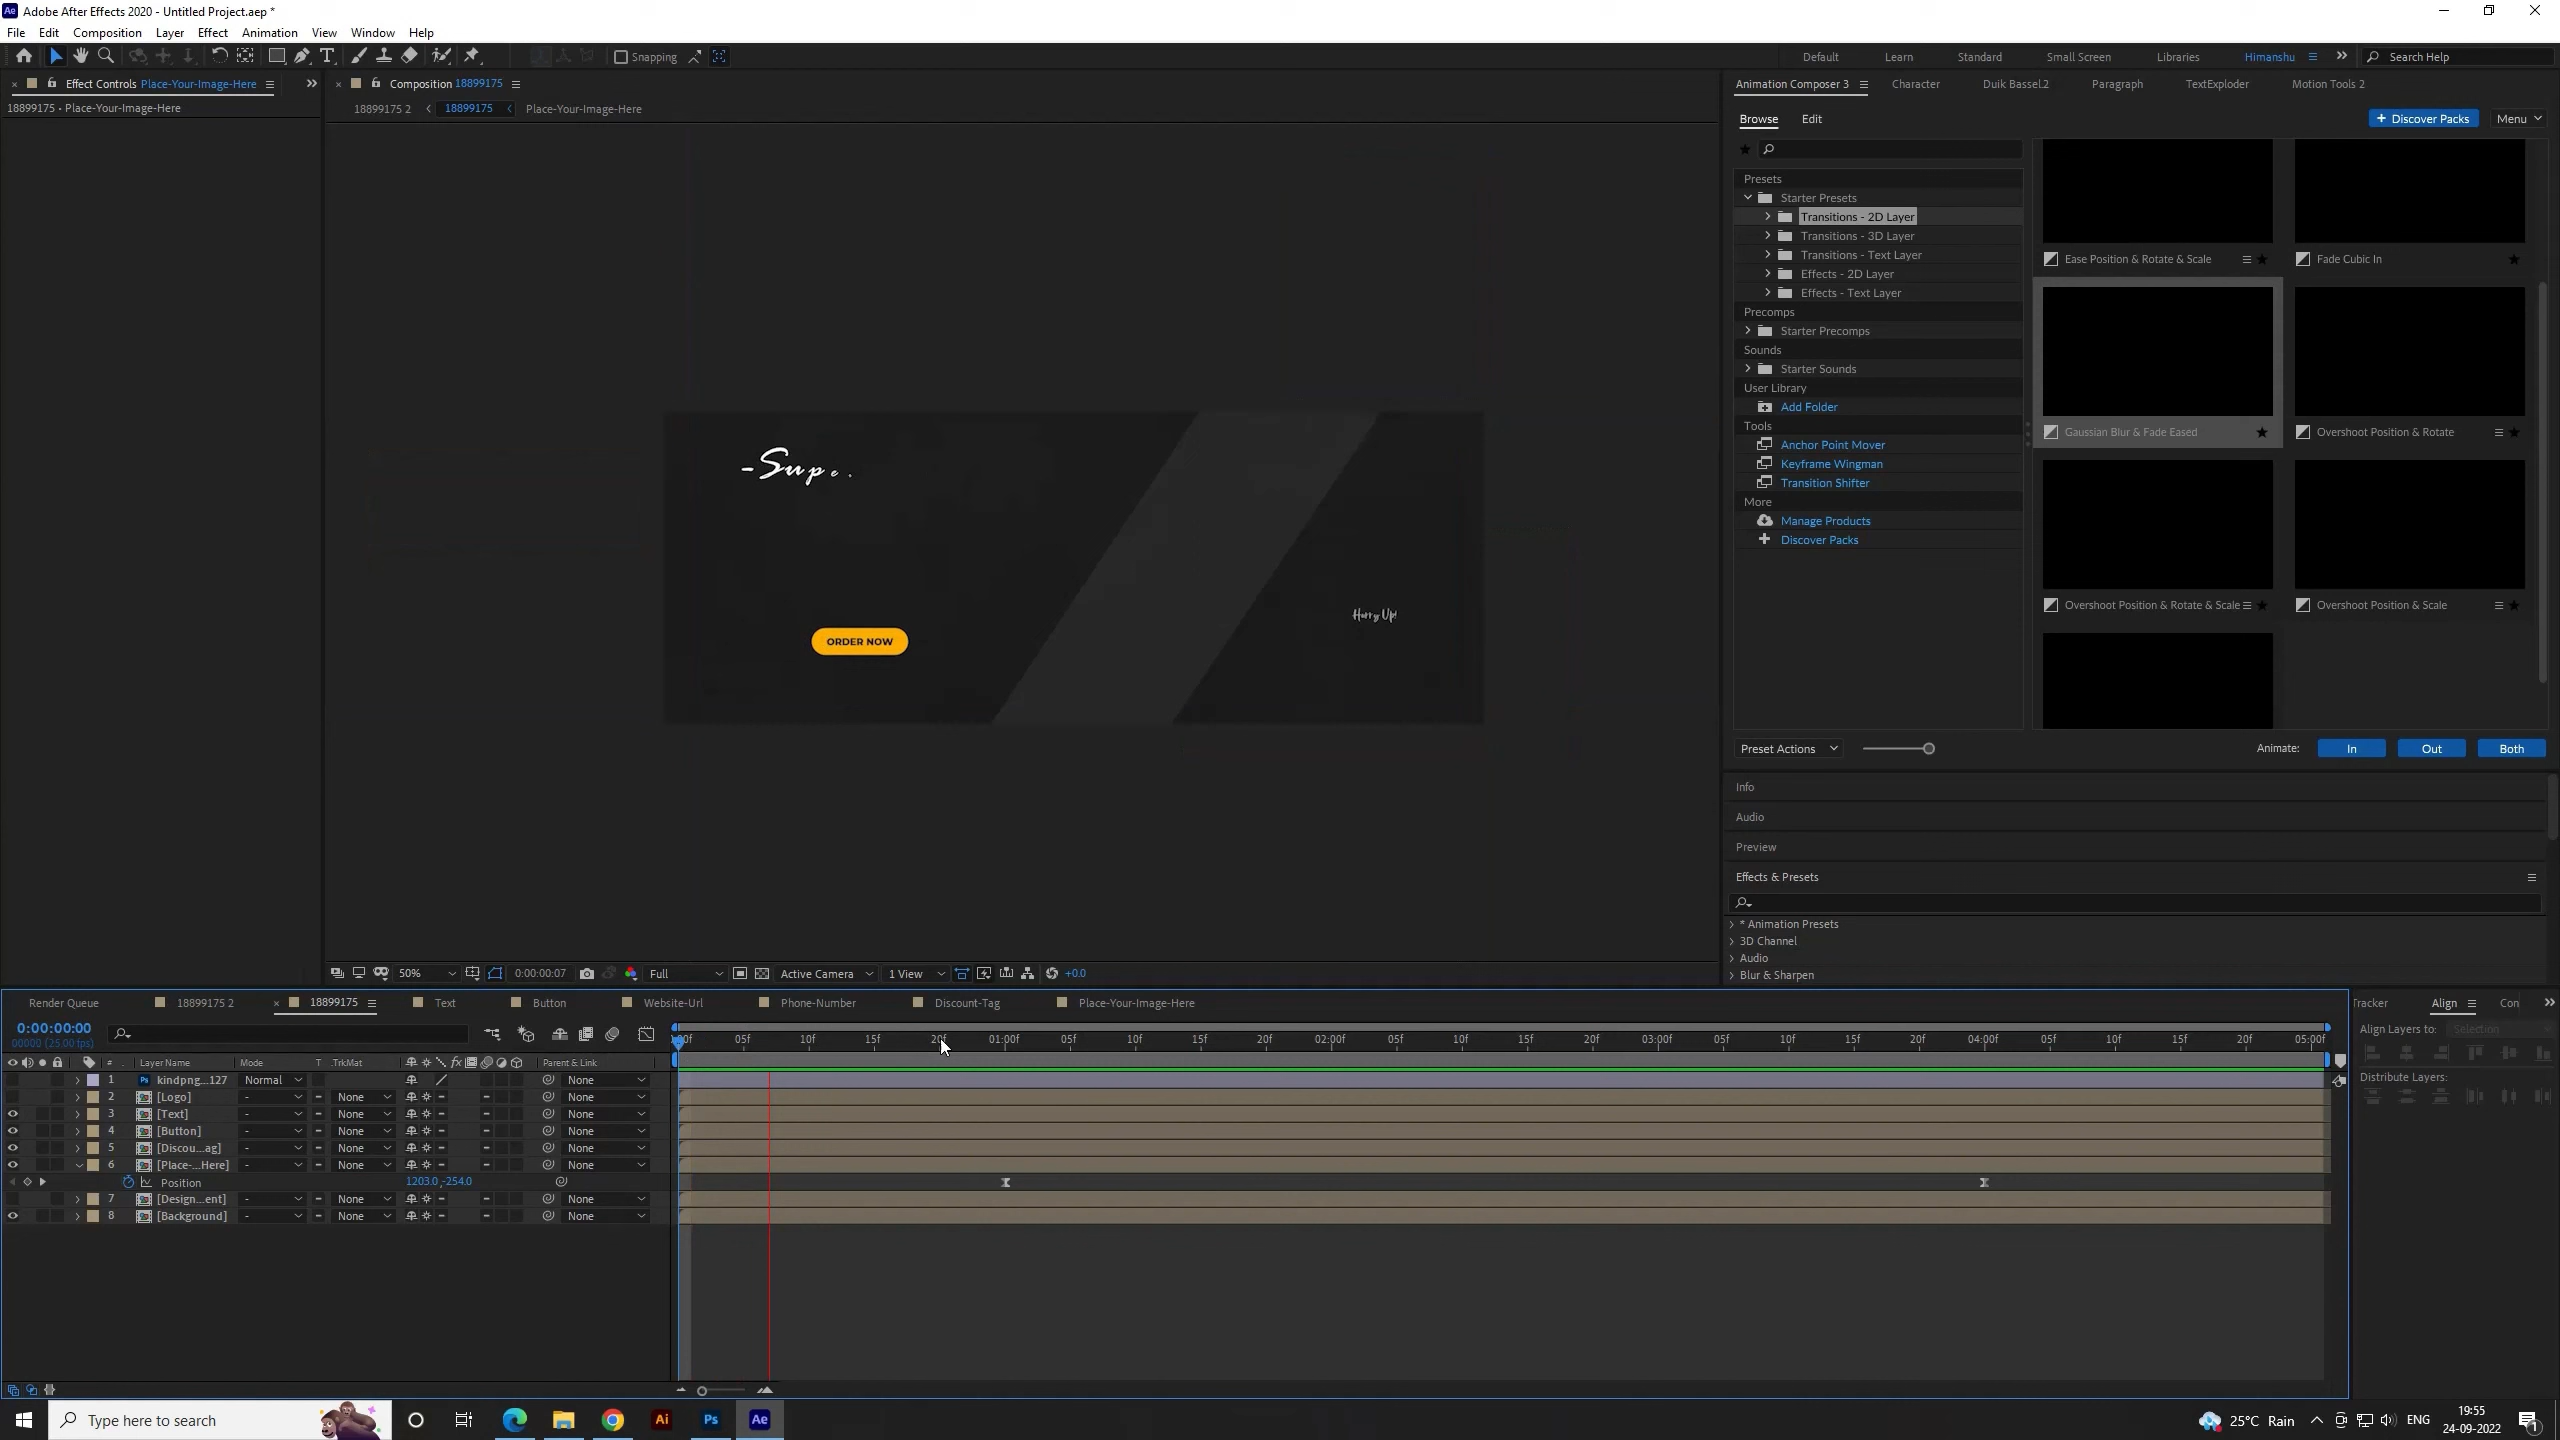 Adobe After Effects 2020 - Untitled Project.aep *
File Edit Composition Layer Effect Animation View Window Help
Snapping
Default Learn Standard Small Screen Libraries Himanshu Search Help
Effect Controls Place-Your-Image-Here
18899175 • Place-Your-Image-Here
Composition 18899175
18899175 2 18899175 Place-Your-Image-Here
-Supe.
ORDER NOW
Hurry Up!
50% 0:00:00:07 Full Active Camera 1 View +0.0
Animation Composer 3 Character Duik Bassel.2 Paragraph TextExploder Motion Tools 2
Browse Edit
+ Discover Packs Menu
Presets
Starter Presets
Transitions - 2D Layer
Transitions - 3D Layer
Transitions - Text Layer
Effects - 2D Layer
Effects - Text Layer
Precomps
Starter Precomps
Sounds
Starter Sounds
User Library
Add Folder
Tools
Anchor Point Mover
Keyframe Wingman
Transition Shifter
More
Manage Products
Discover Packs
Ease Position & Rotate & Scale Fade Cubic In
Gaussian Blur & Fade Eased Overshoot Position & Rotate
Overshoot Position & Rotate & Scale Overshoot Position & Scale
Preset Actions Animate: In Out Both
Info
Audio
Preview
Effects & Presets
* Animation Presets
3D Channel
Audio
Blur & Sharpen
Render Queue 18899175 2 18899175 Text Button Website-Url Phone-Number Discount-Tag Place-Your-Image-Here
0:00:00:00
00000 (25.00 fps)
05f 10f 15f 20f 01:00f 05f 10f 15f 20f 02:00f 05f 10f 15f 20f 03:00f 05f 10f 15f 20f 04:00f 05f 10f 15f 20f 05:00f
# Layer Name Mode T .TrkMat Parent & Link
1 Ps kindpng...127 Normal None
2 [Logo] - None None
3 [Text] - None None
4 [Button] - None None
5 [Discou...ag] - None None
6 [Place-...Here] - None None
Position 1203.0,-254.0
7 [Design...ent] - None None
8 [Background] - None None
Tracker Align Con
Align Layers to: Selection
Distribute Layers:
Type here to search
Ai Ps Ae
25°C Rain ENG
19:55
24-09-2022
1